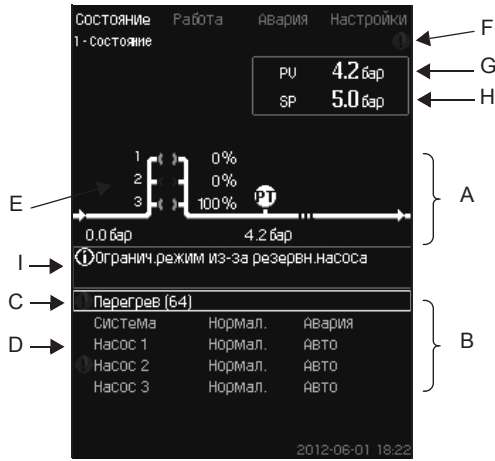 Состояние Работа Авария Настройки
1 - Состояние
F
PU 4.2 бар
G
SP 5.0 бар
H
1 0%
2 0%
3 100%
PT
E
A
0.0 бар 4.2 бар
I
Огранич.режим из-за резервн.насоса
C
Перегрев (64)
Система Нормал. Авария
D
Насос 1 Нормал. Авто
B
Насос 2 Нормал. Авто
Насос 3 Нормал. Авто
2012-06-01 18:22